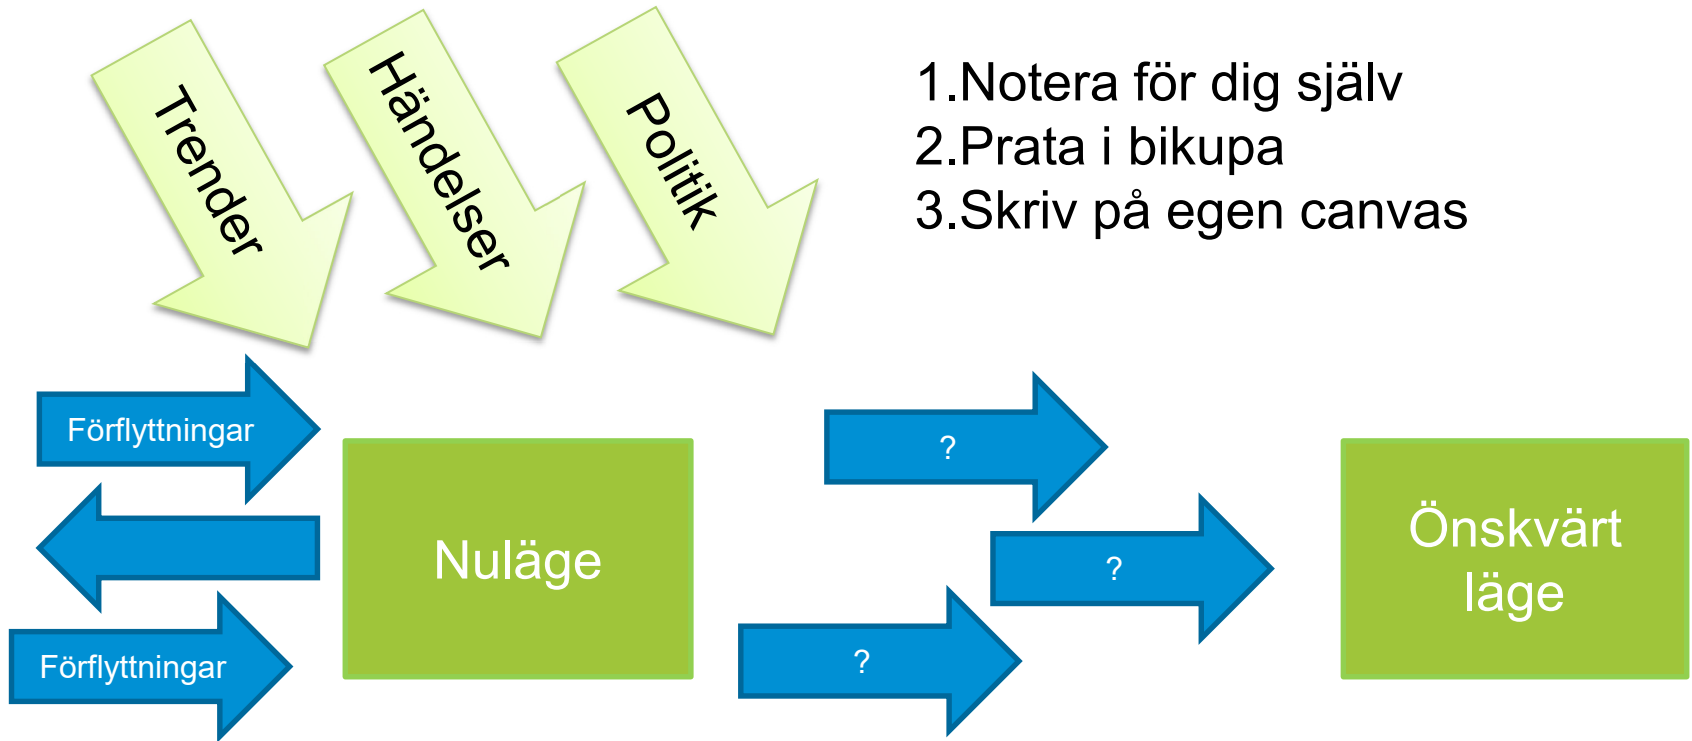 Trender
Händelser
Politik
1.Notera för dig själv
2.Prata i bikupa
3.Skriv på egen canvas
Förflyttningar
Förflyttningar
Nuläge
?
?
?
Önskvärt
läge